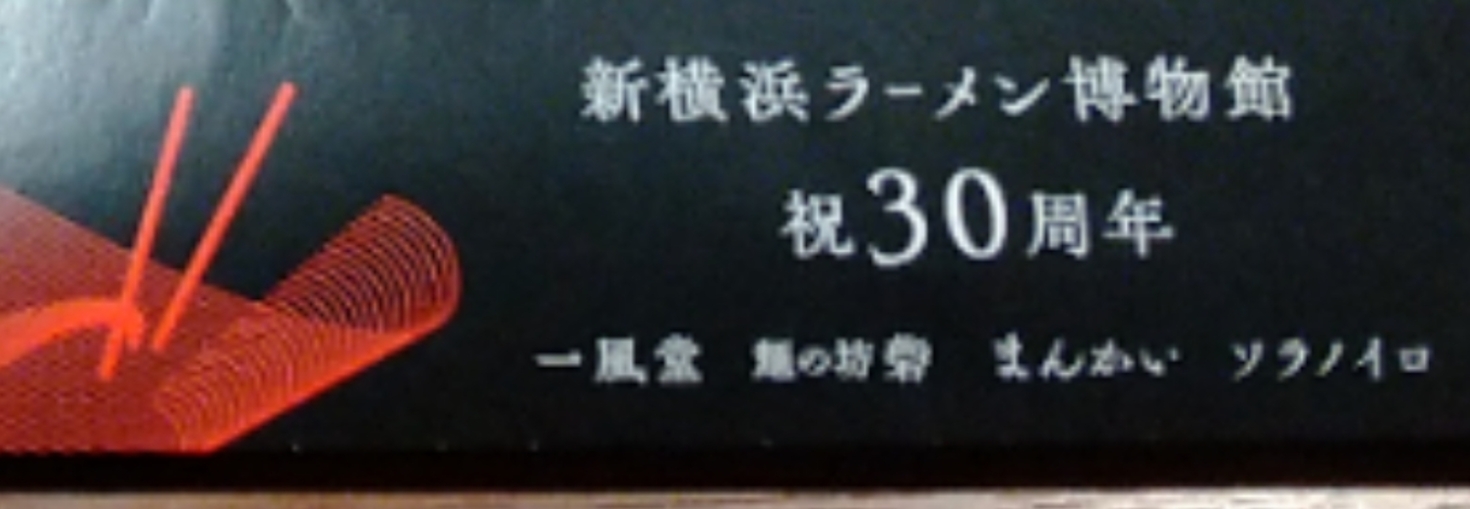 新横浜ラーメン博物館
祝30周年
一風堂 麺の坊砦 まんかい ソラノイロ